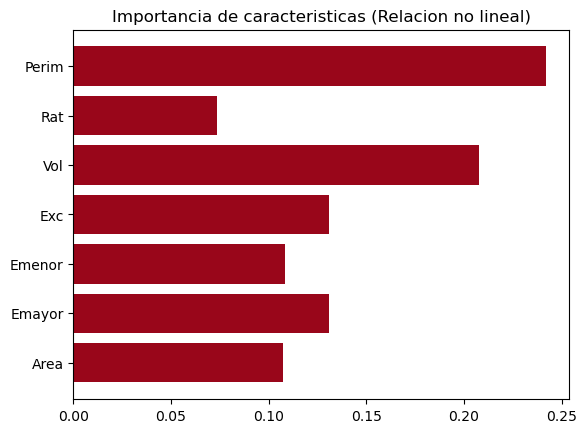 Importancia de caracteristicas (Relacion no lineal)
Perim
Rat
Vol
Exc
Emenor
Emayor
Area
0.00 0.05 0.10 0.15 0.20 0.25